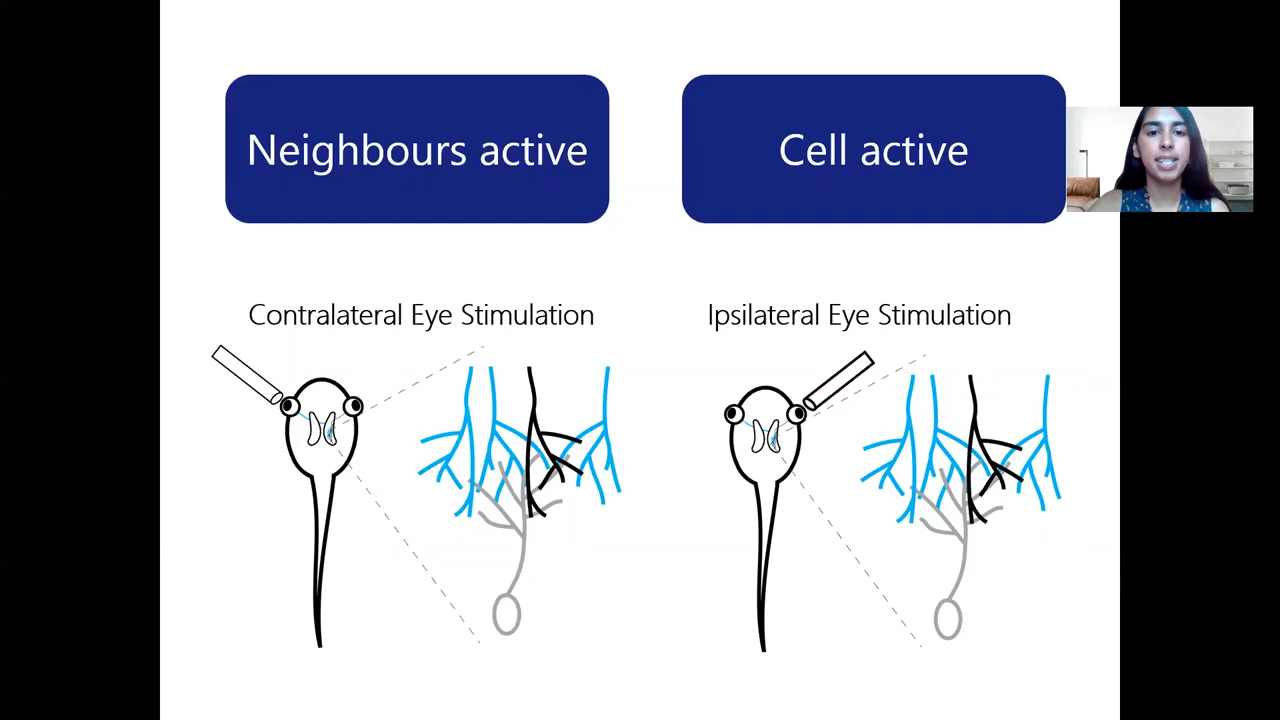 Neighbours active
Cell active
Contralateral Eye Stimulation
Ipsilateral Eye Stimulation